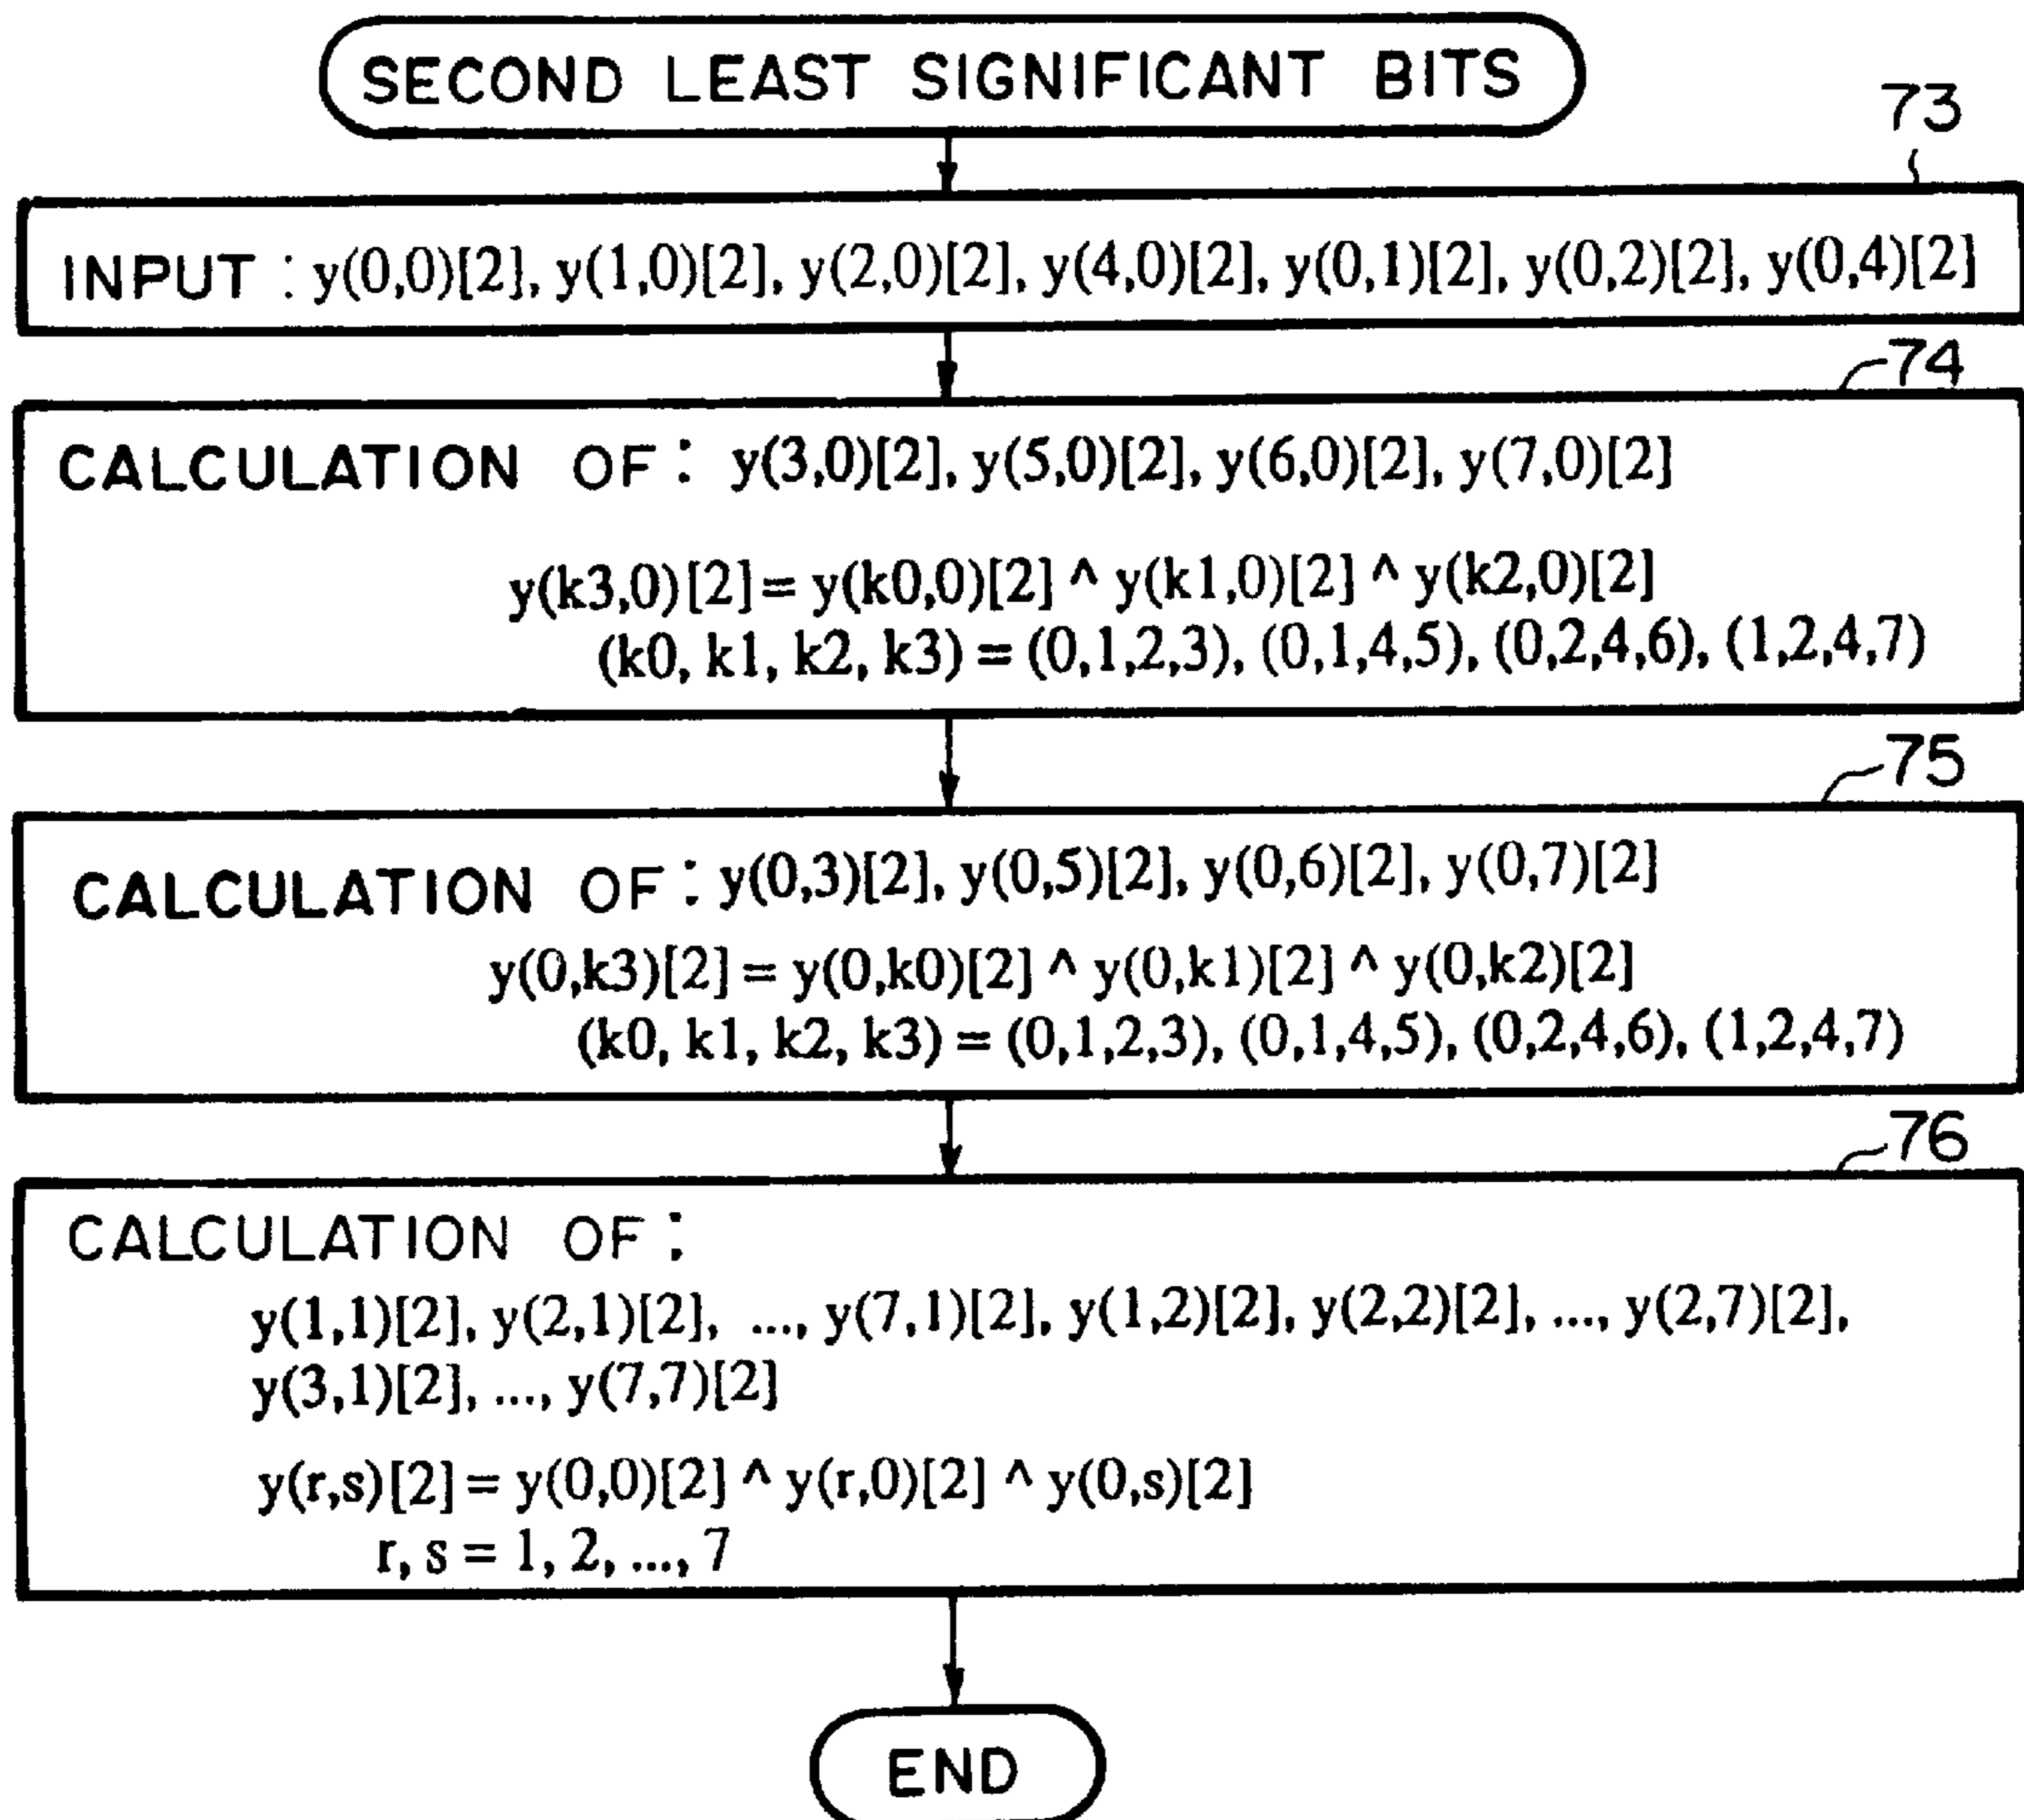 SECOND LEAST SIGNIFICANT BITS
73
INPUT : y(0,0)[2], y(1,0)[2], y(2,0)[2], y(4,0)[2], y(0,1)[2], y(0,2)[2], y(0,4)[2]
74
CALCULATION OF : y(3,0)[2], y(5,0)[2], y(6,0)[2], y(7,0)[2]
y(k3,0)[2] = y(k0,0)[2] ^ y(k1,0)[2] ^ y(k2,0)[2]
(k0, k1, k2, k3) = (0,1,2,3), (0,1,4,5), (0,2,4,6), (1,2,4,7)
75
CALCULATION OF : y(0,3)[2], y(0,5)[2], y(0,6)[2], y(0,7)[2]
y(0,k3)[2] = y(0,k0)[2] ^ y(0,k1)[2] ^ y(0,k2)[2]
(k0, k1, k2, k3) = (0,1,2,3), (0,1,4,5), (0,2,4,6), (1,2,4,7)
76
CALCULATION OF :
y(1,1)[2], y(2,1)[2], ..., y(7,1)[2], y(1,2)[2], y(2,2)[2], ..., y(2,7)[2],
y(3,1)[2], ..., y(7,7)[2]
y(r,s)[2] = y(0,0)[2] ^ y(r,0)[2] ^ y(0,s)[2]
r, s = 1, 2, ..., 7
END